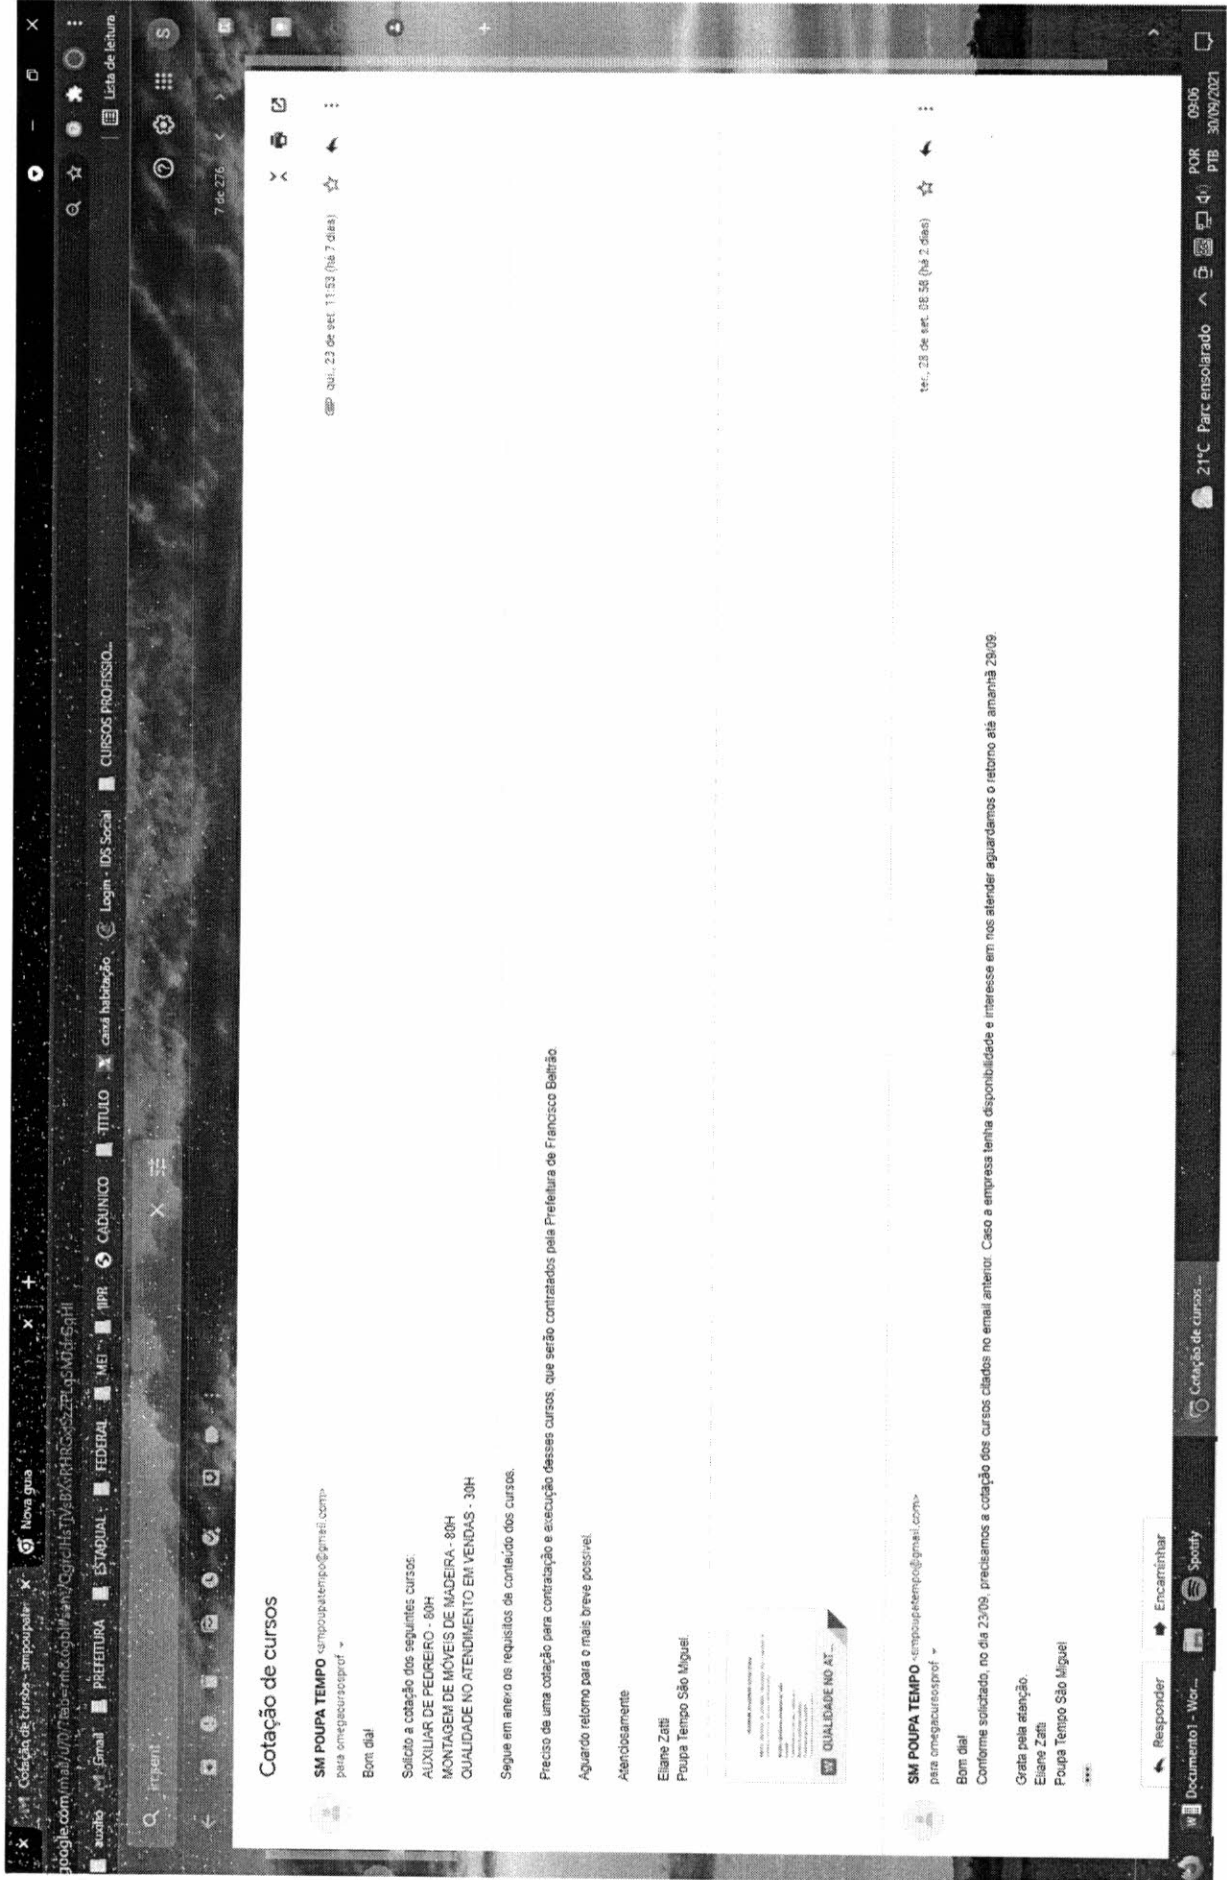 Cotação de cursos - smpoupater
Nova guia
Lista de leitura
auxilio
Gmail
PREFEITURA
ESTADUAL
FEDERAL
MEI
CADUNICO
TITULO
caixa habitação
Login - IDS Social
CURSOS PROFISSIO...
7 de 276
Cotação de cursos
SM POUPA TEMPO <smpoupatempo@gmail.com>
qui., 23 de set. 11:53 (há 7 dias)
para omegacursosprof
Bom dia!
Solicito a cotação dos seguintes cursos:
AUXILIAR DE PEDREIRO - 80H
MONTAGEM DE MÓVEIS DE MADEIRA - 80H
QUALIDADE NO ATENDIMENTO EM VENDAS - 30H
Segue em anexo os requisitos de conteúdo dos cursos.
Preciso de uma cotação para contratação e execução desses cursos, que serão contratados pela Prefeitura de Francisco Beltrão.
Aguardo retorno para o mais breve possível.
Atenciosamente
Eliane Zatti
Poupa Tempo São Miguel.
QUALIDADE NO AT...
SM POUPA TEMPO <smpoupatempo@gmail.com>
ter., 28 de set. 08:58 (há 2 dias)
para omegacursosprof
Bom dia!
Conforme solicitado, no dia 23/09, precisamos a cotação dos cursos citados no email anterior. Caso a empresa tenha disponibilidade e interesse em nos atender aguardamos o retorno até amanhã 29/09.
Grata pela atenção.
Eliane Zatti
Poupa Tempo São Miguel
Responder
Encaminhar
Documento1 - Wor...
Spotify
Cotação de cursos ...
21°C Parc ensolarado
POR
PTB
09:06
30/09/2021